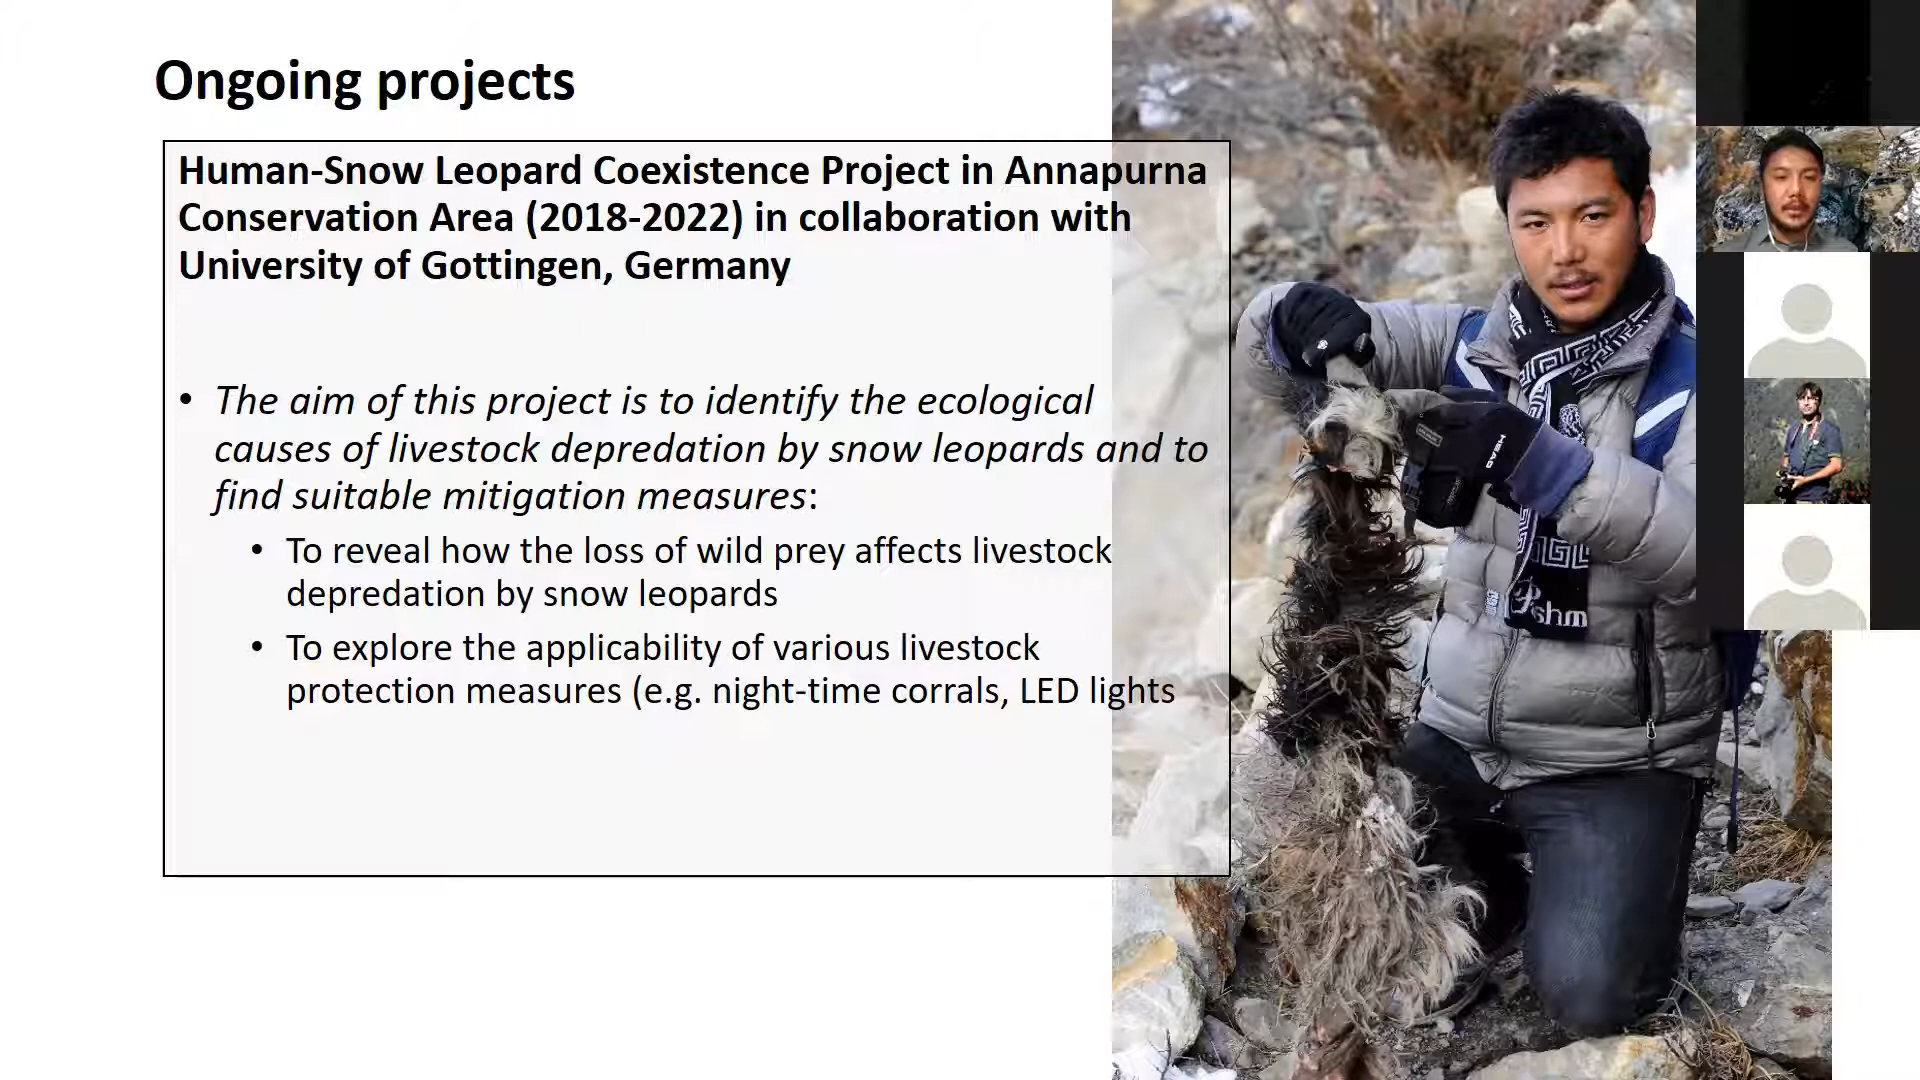 Ongoing projects
Human-Snow Leopard Coexistence Project in Annapurna
Conservation Area (2018-2022) in collaboration with
University of Gottingen, Germany
• The aim of this project is to identify the ecological
causes of livestock depredation by snow leopards and to
find suitable mitigation measures:
• To reveal how the loss of wild prey affects livestock
depredation by snow leopards
• To explore the applicability of various livestock
protection measures (e.g. night-time corrals, LED lights
HEAD